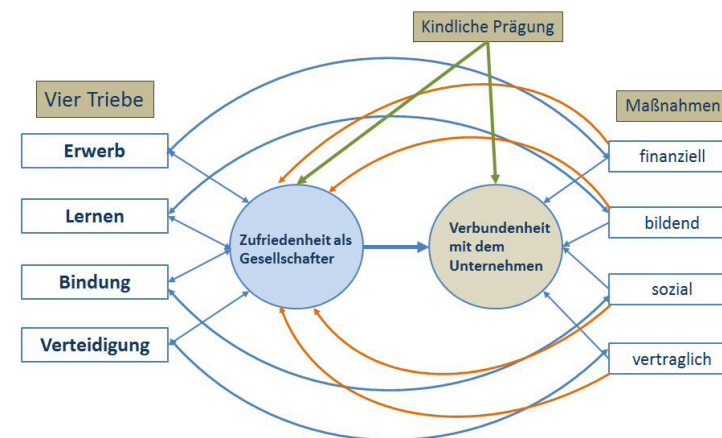 Kindliche Prägung
Vier Triebe
Maßnahmen
Erwerb
finanziell
Lernen
bildend
Zufriedenheit als
Gesellschafter
Verbundenheit
mit dem
Unternehmen
Bindung
sozial
Verteidigung
vertraglich